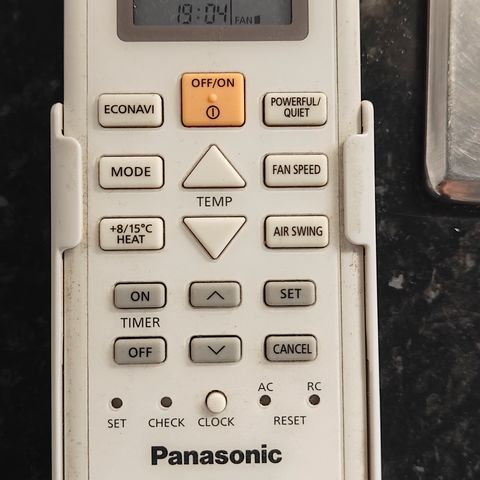 19:04 FAN
OFF/ON
ECONAVI
POWERFUL/
QUIET
MODE
FAN SPEED
TEMP
+8/15°C
HEAT
AIR SWING
ON
SET
TIMER
OFF
CANCEL
AC RC
SET CHECK CLOCK RESET
Panasonic